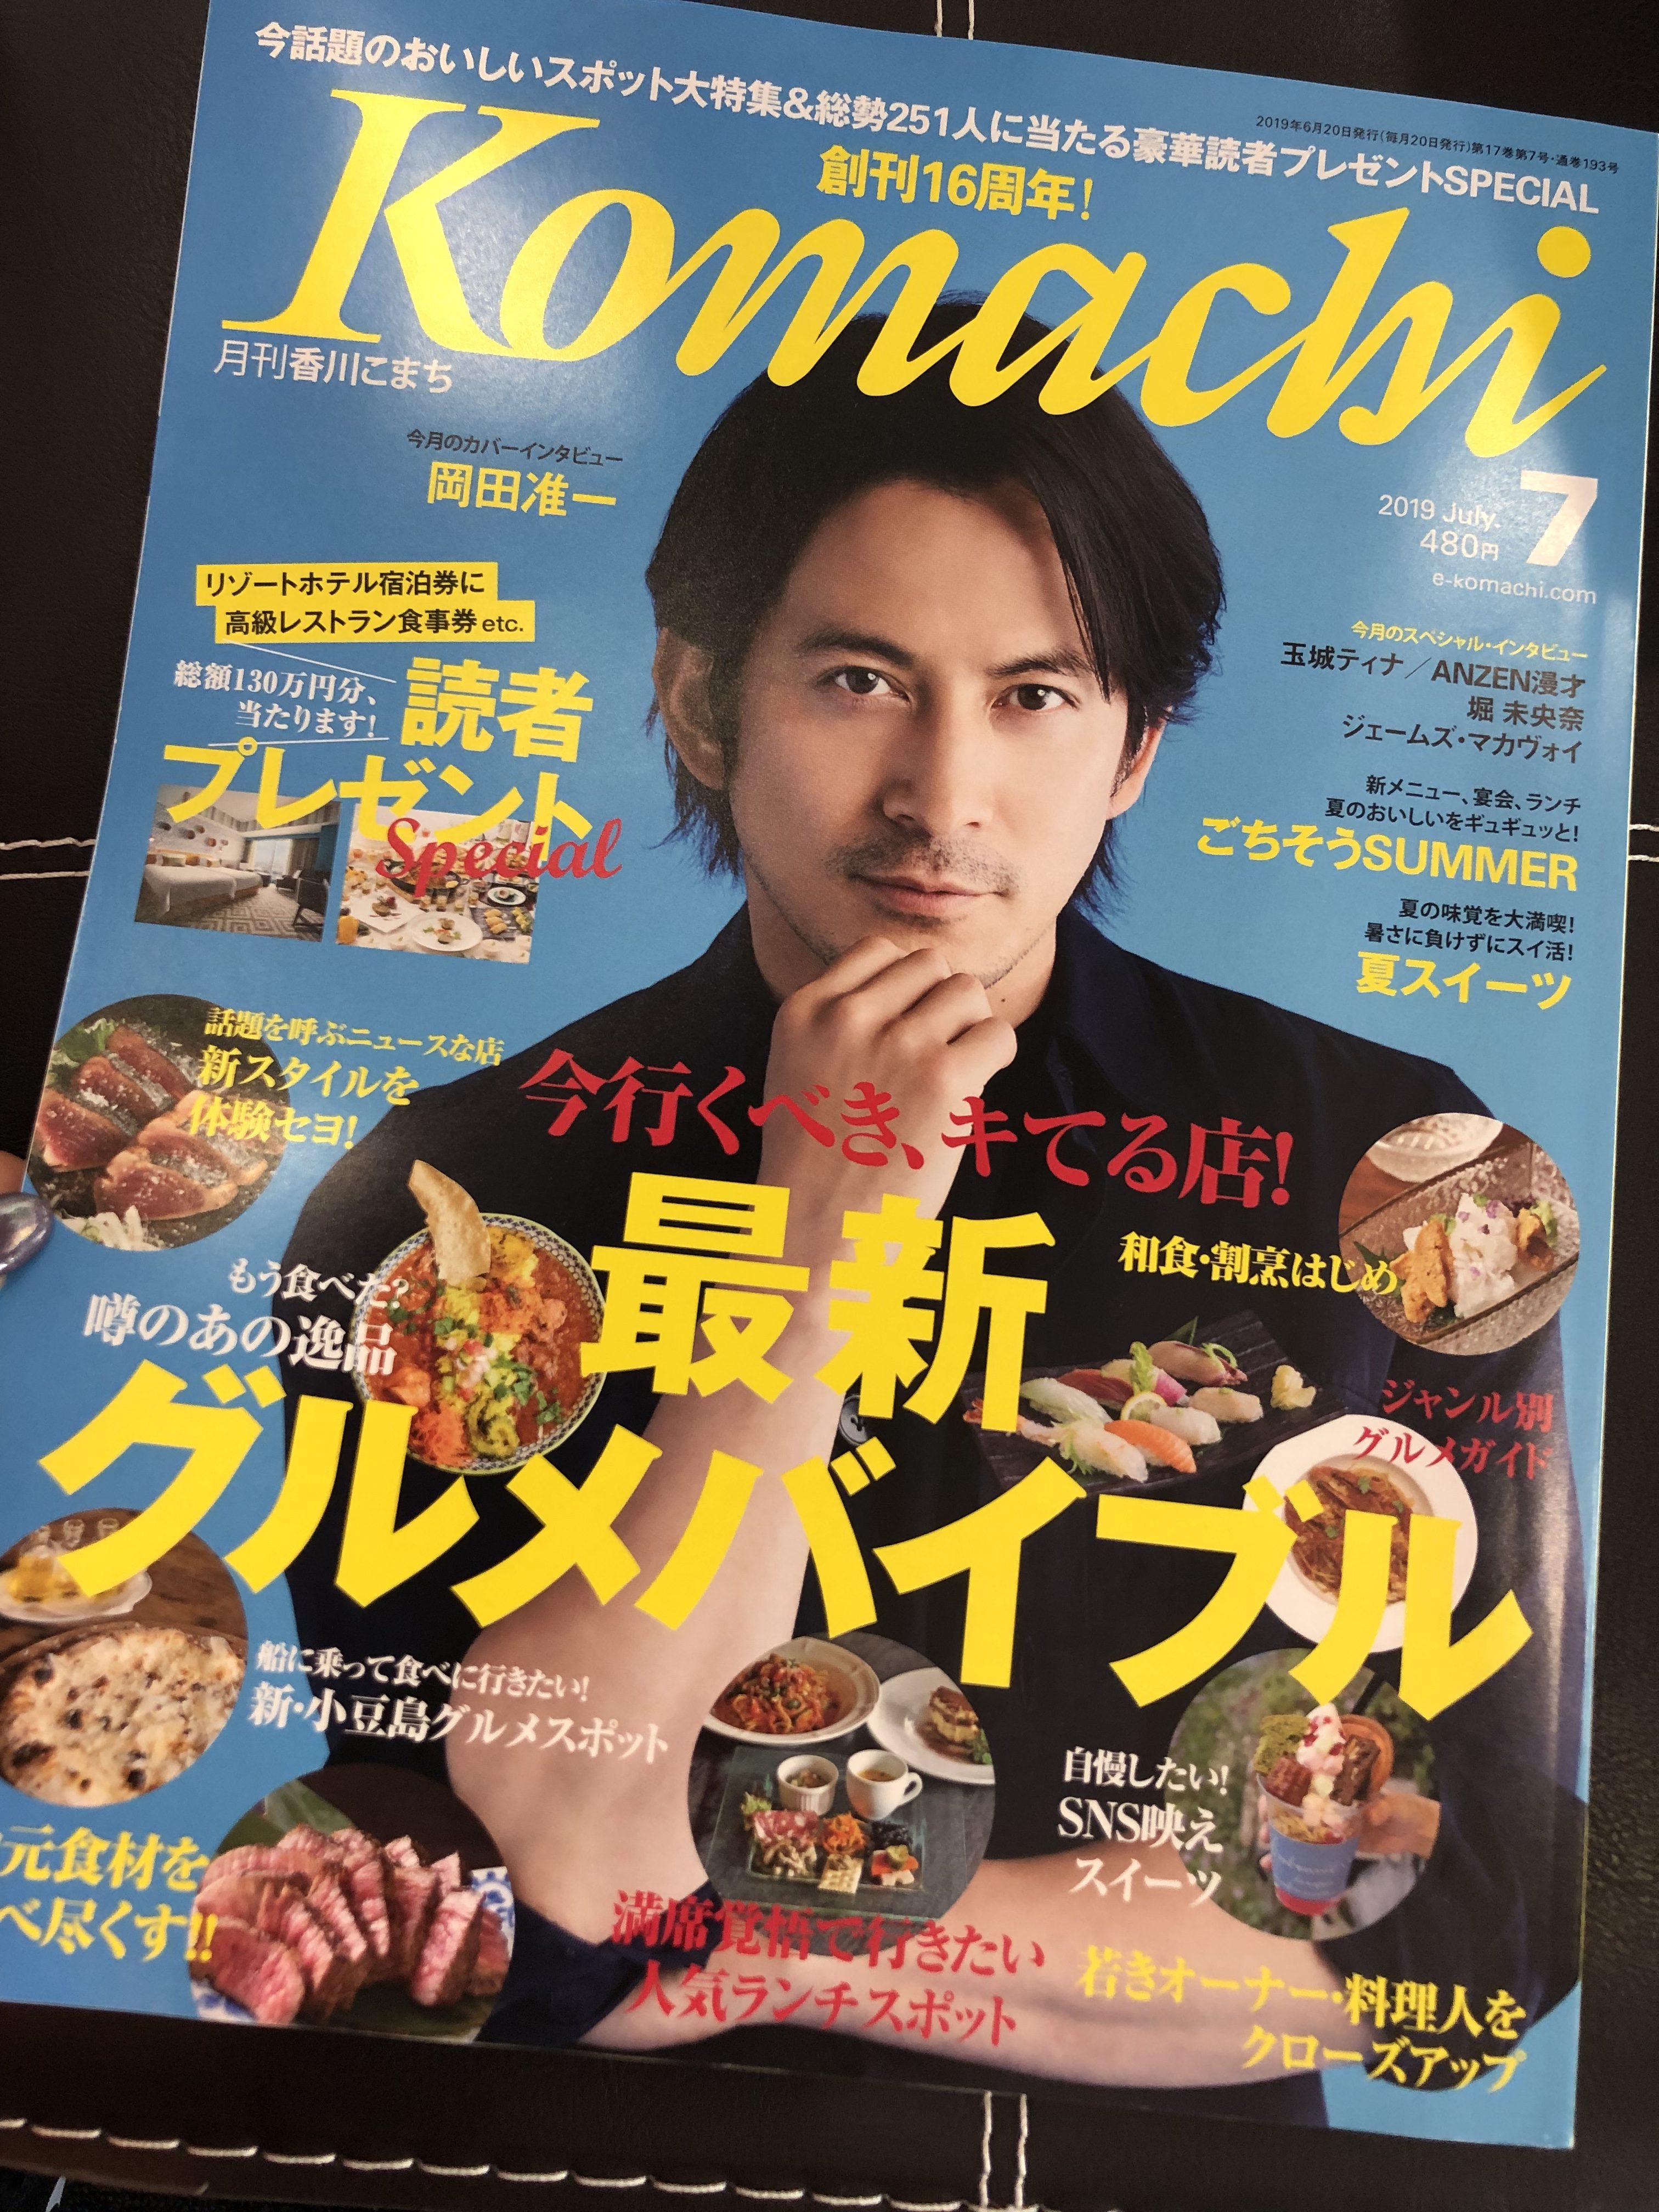 今話題のおいしいスポット大特集&総勢251人に当たる豪華読者プレゼントSPECIAL
2019年6月20日発行(毎月20日発行)第17巻第7号・通巻193号
創刊16周年!
Komachi
月刊香川こまち
今月のカバーインタビュー
岡田准一
7
2019 July.
480円
e-komachi.com
リゾートホテル宿泊券に
高級レストラン食事券 etc.
総額130万円分、
当たります!
読者
プレゼント
Special
今月のスペシャル・インタビュー
玉城ティナ/ANZEN漫才
堀 未央奈
ジェームズ・マカヴォイ
新メニュー、宴会、ランチ
夏のおいしいをギュギュッと!
ごちそうSUMMER
夏の味覚を大満喫!
暑さに負けずにスイ活!
夏スイーツ
話題を呼ぶニュースな店
新スタイルを
体験セヨ!
今行くべき、キてる店!
最新
グルメバイブル
和食・割烹はじめ
もう食べた?
噂のあの逸品
ジャンル別
グルメガイド
船に乗って食べに行きたい!
新・小豆島グルメスポット
自慢したい!
SNS映え
スイーツ
元食材を
べ尽くす!!
満席覚悟で行きたい
人気ランチスポット
若きオーナー・料理人を
クローズアップ